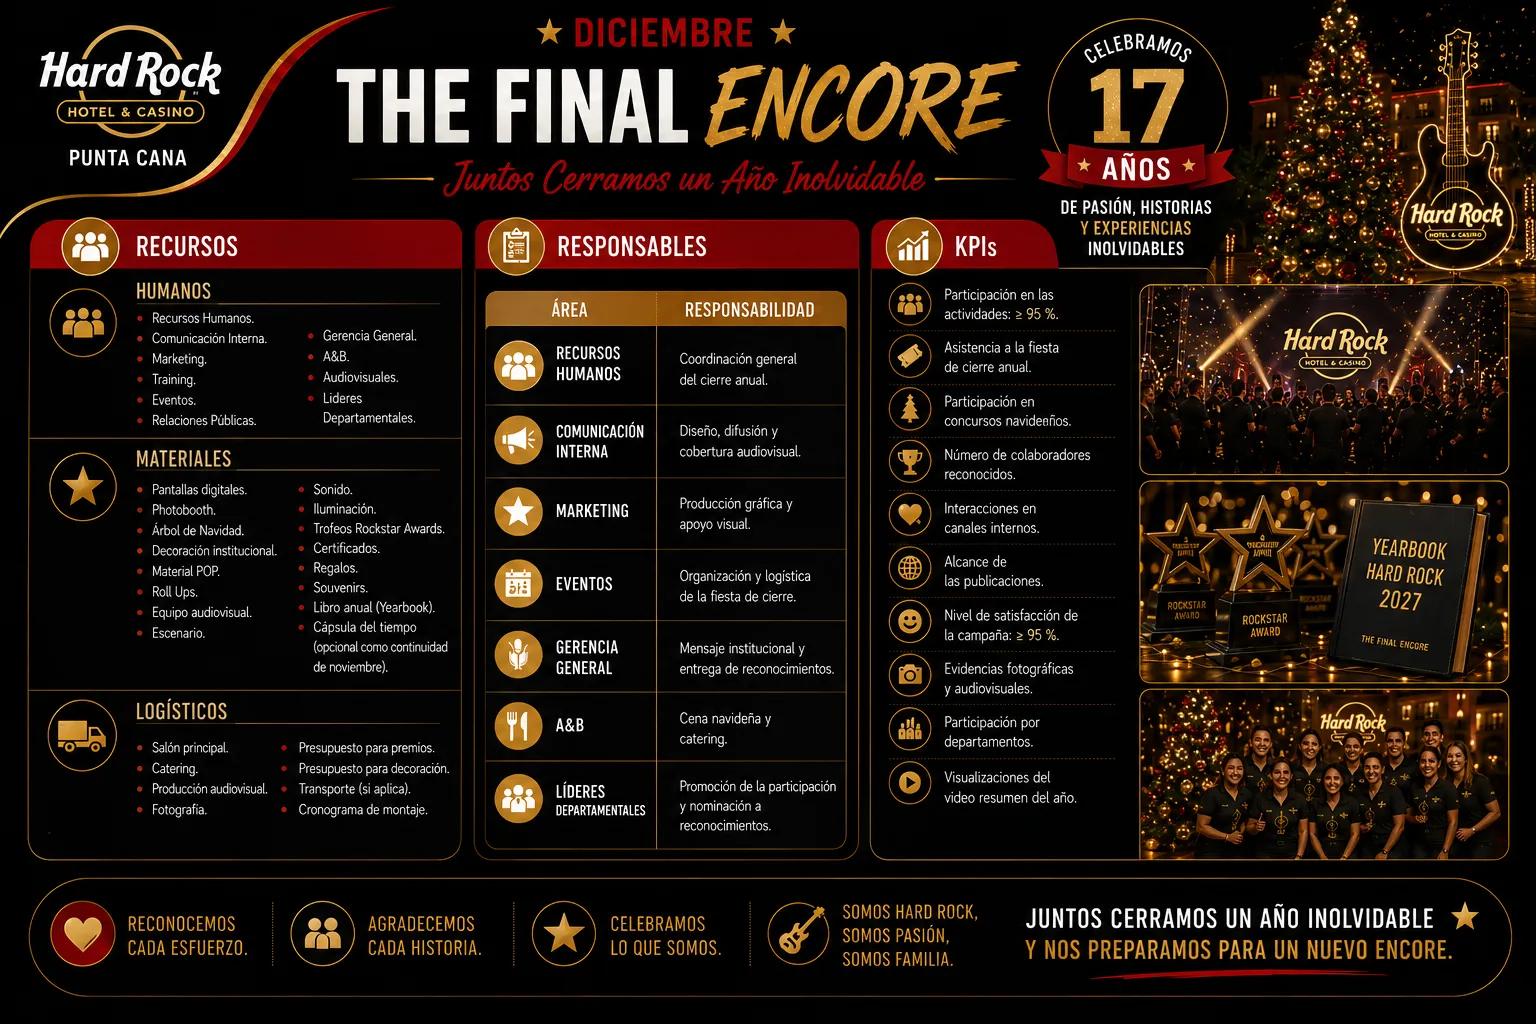 Hard Rock
HOTEL & CASINO
PUNTA CANA
DICIEMBRE
THE FINAL ENCORE
Juntos Cerramos un Año Inolvidable
CELEBRAMOS
17
AÑOS
DE PASIÓN, HISTORIAS
Y EXPERIENCIAS
INOLVIDABLES
Hard Rock
HOTEL & CASINO
RECURSOS
HUMANOS
Recursos Humanos.
Comunicación Interna.
Marketing.
Training.
Eventos.
Relaciones Públicas.
Gerencia General.
A&B.
Audiovisuales.
Lideres
Departamentales.
MATERIALES
Pantallas digitales.
Photobooth.
Árbol de Navidad.
Decoración institucional.
Material POP.
Roll Ups.
Equipo audiovisual.
Escenario.
Sonido.
Iluminación.
Trofeos Rockstar Awards.
Certificados.
Regalos.
Souvenirs.
Libro anual (Yearbook).
Cápsula del tiempo
(opcional como continuidad
de noviembre).
LOGÍSTICOS
Salón principal.
Catering.
Producción audiovisual.
Fotografía.
Presupuesto para premios.
Presupuesto para decoración.
Transporte (si aplica).
Cronograma de montaje.
RESPONSABLES
ÁREA
RESPONSABILIDAD
RECURSOS
HUMANOS
Coordinación general
del cierre anual.
COMUNICACIÓN
INTERNA
Diseño, difusión y
cobertura audiovisual.
MARKETING
Producción gráfica y
apoyo visual.
EVENTOS
Organización y logística
de la fiesta de cierre.
GERENCIA
GENERAL
Mensaje institucional y
entrega de reconocimientos.
A&B
Cena navideña y
catering.
LÍDERES
DEPARTAMENTALES
Promoción de la participación
y nominación a
reconocimientos.
KPIs
Participación en las
actividades: ≥ 95 %.
Asistencia a la fiesta
de cierre anual.
Participación en
concursos navideños.
Número de colaboradores
reconocidos.
Interacciones en
canales internos.
Alcance de
las publicaciones.
Nivel de satisfacción de
la campaña: ≥ 95 %.
Evidencias fotográficas
y audiovisuales.
Participación por
departamentos.
Visualizaciones del
video resumen del año.
Hard Rock
HOTEL & CASINO
ROCKSTAR
AWARD
ROCKSTAR
AWARD
ROCKSTAR
AWARD
YEARBOOK
HARD ROCK
2027
THE FINAL ENCORE
Hard Rock
RECONOCEMOS
CADA ESFUERZO.
AGRADECEMOS
CADA HISTORIA.
CELEBRAMOS
LO QUE SOMOS.
SOMOS HARD ROCK,
SOMOS PASIÓN,
SOMOS FAMILIA.
JUNTOS CERRAMOS UN AÑO INOLVIDABLE
Y NOS PREPARAMOS PARA UN NUEVO ENCORE.